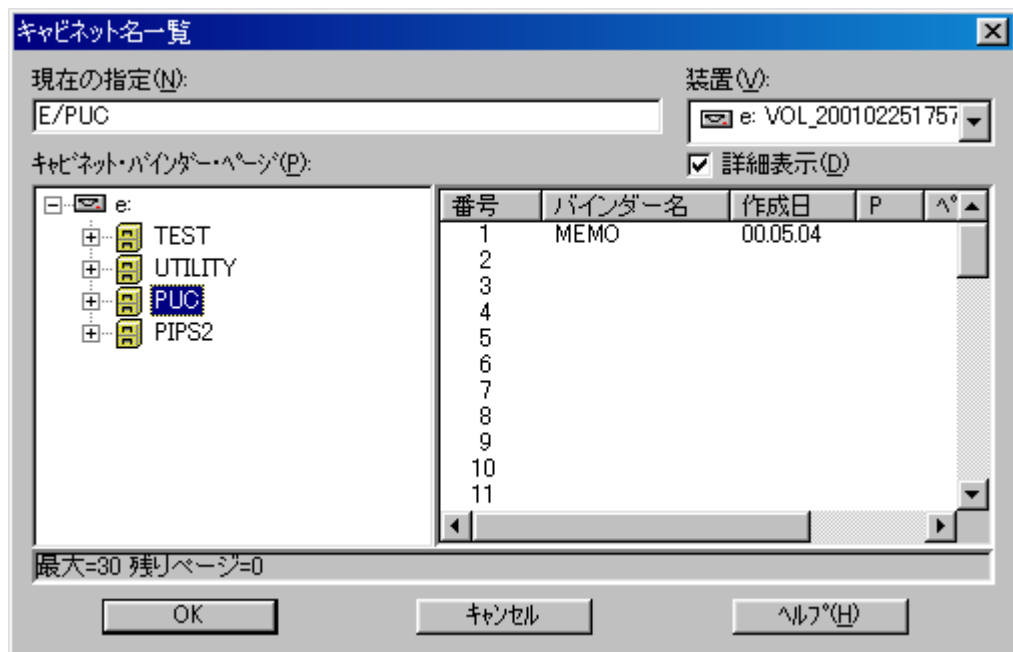 キャビネット名一覧
現在の指定(N):
装置(V):
E/PUC
e: VOL_200102251757
ｷｬﾋﾞﾈｯﾄ･ﾊﾞｲﾝﾀﾞｰ･ﾍﾟｰｼﾞ(P):
詳細表示(D)
e:
TEST
UTILITY
PUC
PIPS2
番号 バインダー名 作成日 P ﾍﾟ
1 MEMO 00.05.04
2
3
4
5
6
7
8
9
10
11
最大=30 残りページ=0
OK
ｷｬﾝｾﾙ
ﾍﾙﾌﾟ(H)